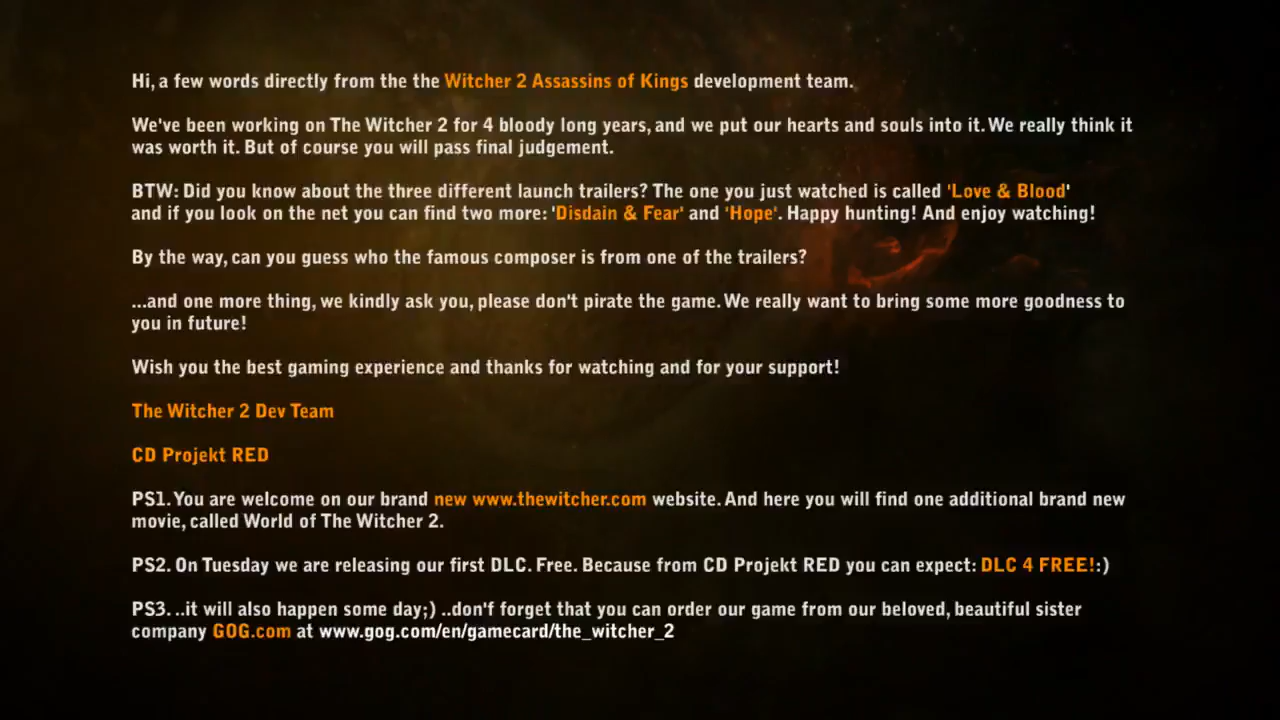 Hi, a few words directly from the the Witcher 2 Assassins of Kings development team.
We've been working on The Witcher 2 for 4 bloody long years, and we put our hearts and souls into it. We really think it
was worth it. But of course you will pass final judgement.
BTW: Did you know about the three different launch trailers? The one you just watched is called 'Love & Blood'
and if you look on the net you can find two more: 'Disdain & Fear' and 'Hope'. Happy hunting! And enjoy watching!
By the way, can you guess who the famous composer is from one of the trailers?
...and one more thing, we kindly ask you, please don't pirate the game. We really want to bring some more goodness to
you in future!
Wish you the best gaming experience and thanks for watching and for your support!
The Witcher 2 Dev Team
CD Projekt RED
PS1. You are welcome on our brand new www.thewitcher.com website. And here you will find one additional brand new
movie, called World of The Witcher 2.
PS2. On Tuesday we are releasing our first DLC. Free. Because from CD Projekt RED you can expect: DLC 4 FREE!:)
PS3. ..it will also happen some day;) ..don'f forget that you can order our game from our beloved, beautiful sister
company GOG.com at www.gog.com/en/gamecard/the_witcher_2